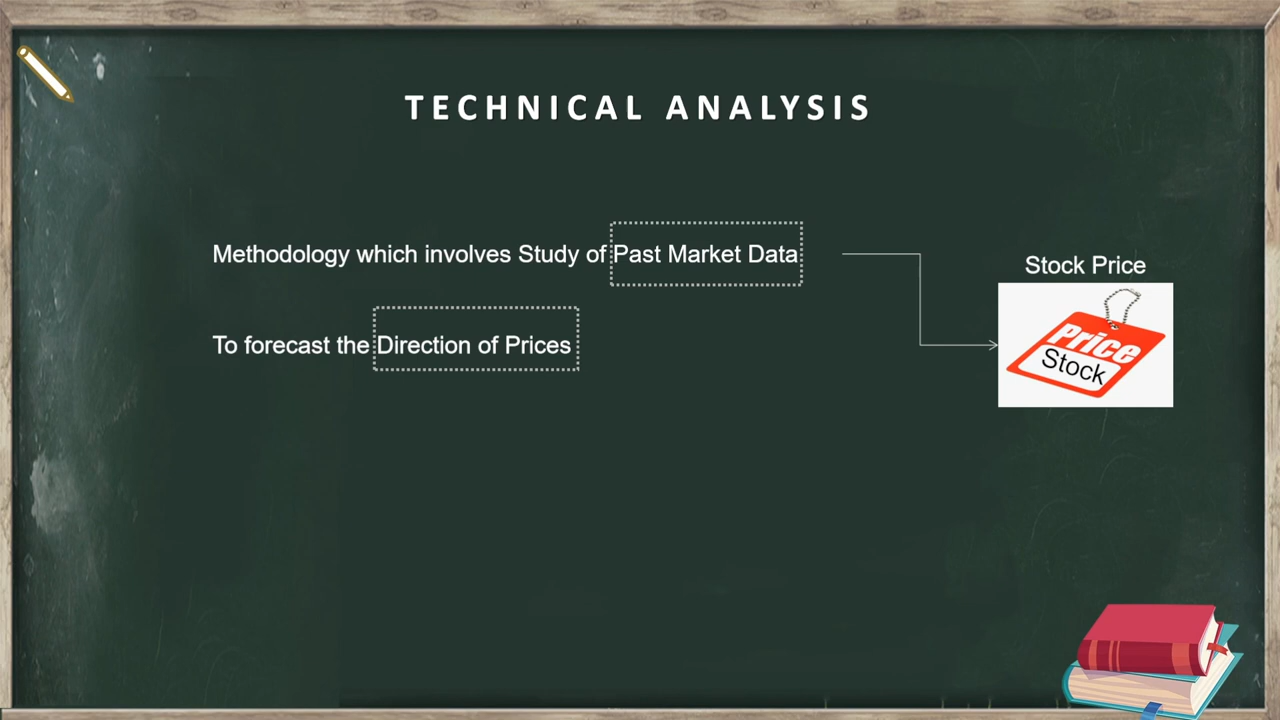 TECHNICAL ANALYSIS
Methodology which involves Study of Past Market Data
To forecast the Direction of Prices
Stock Price
Price
Stock